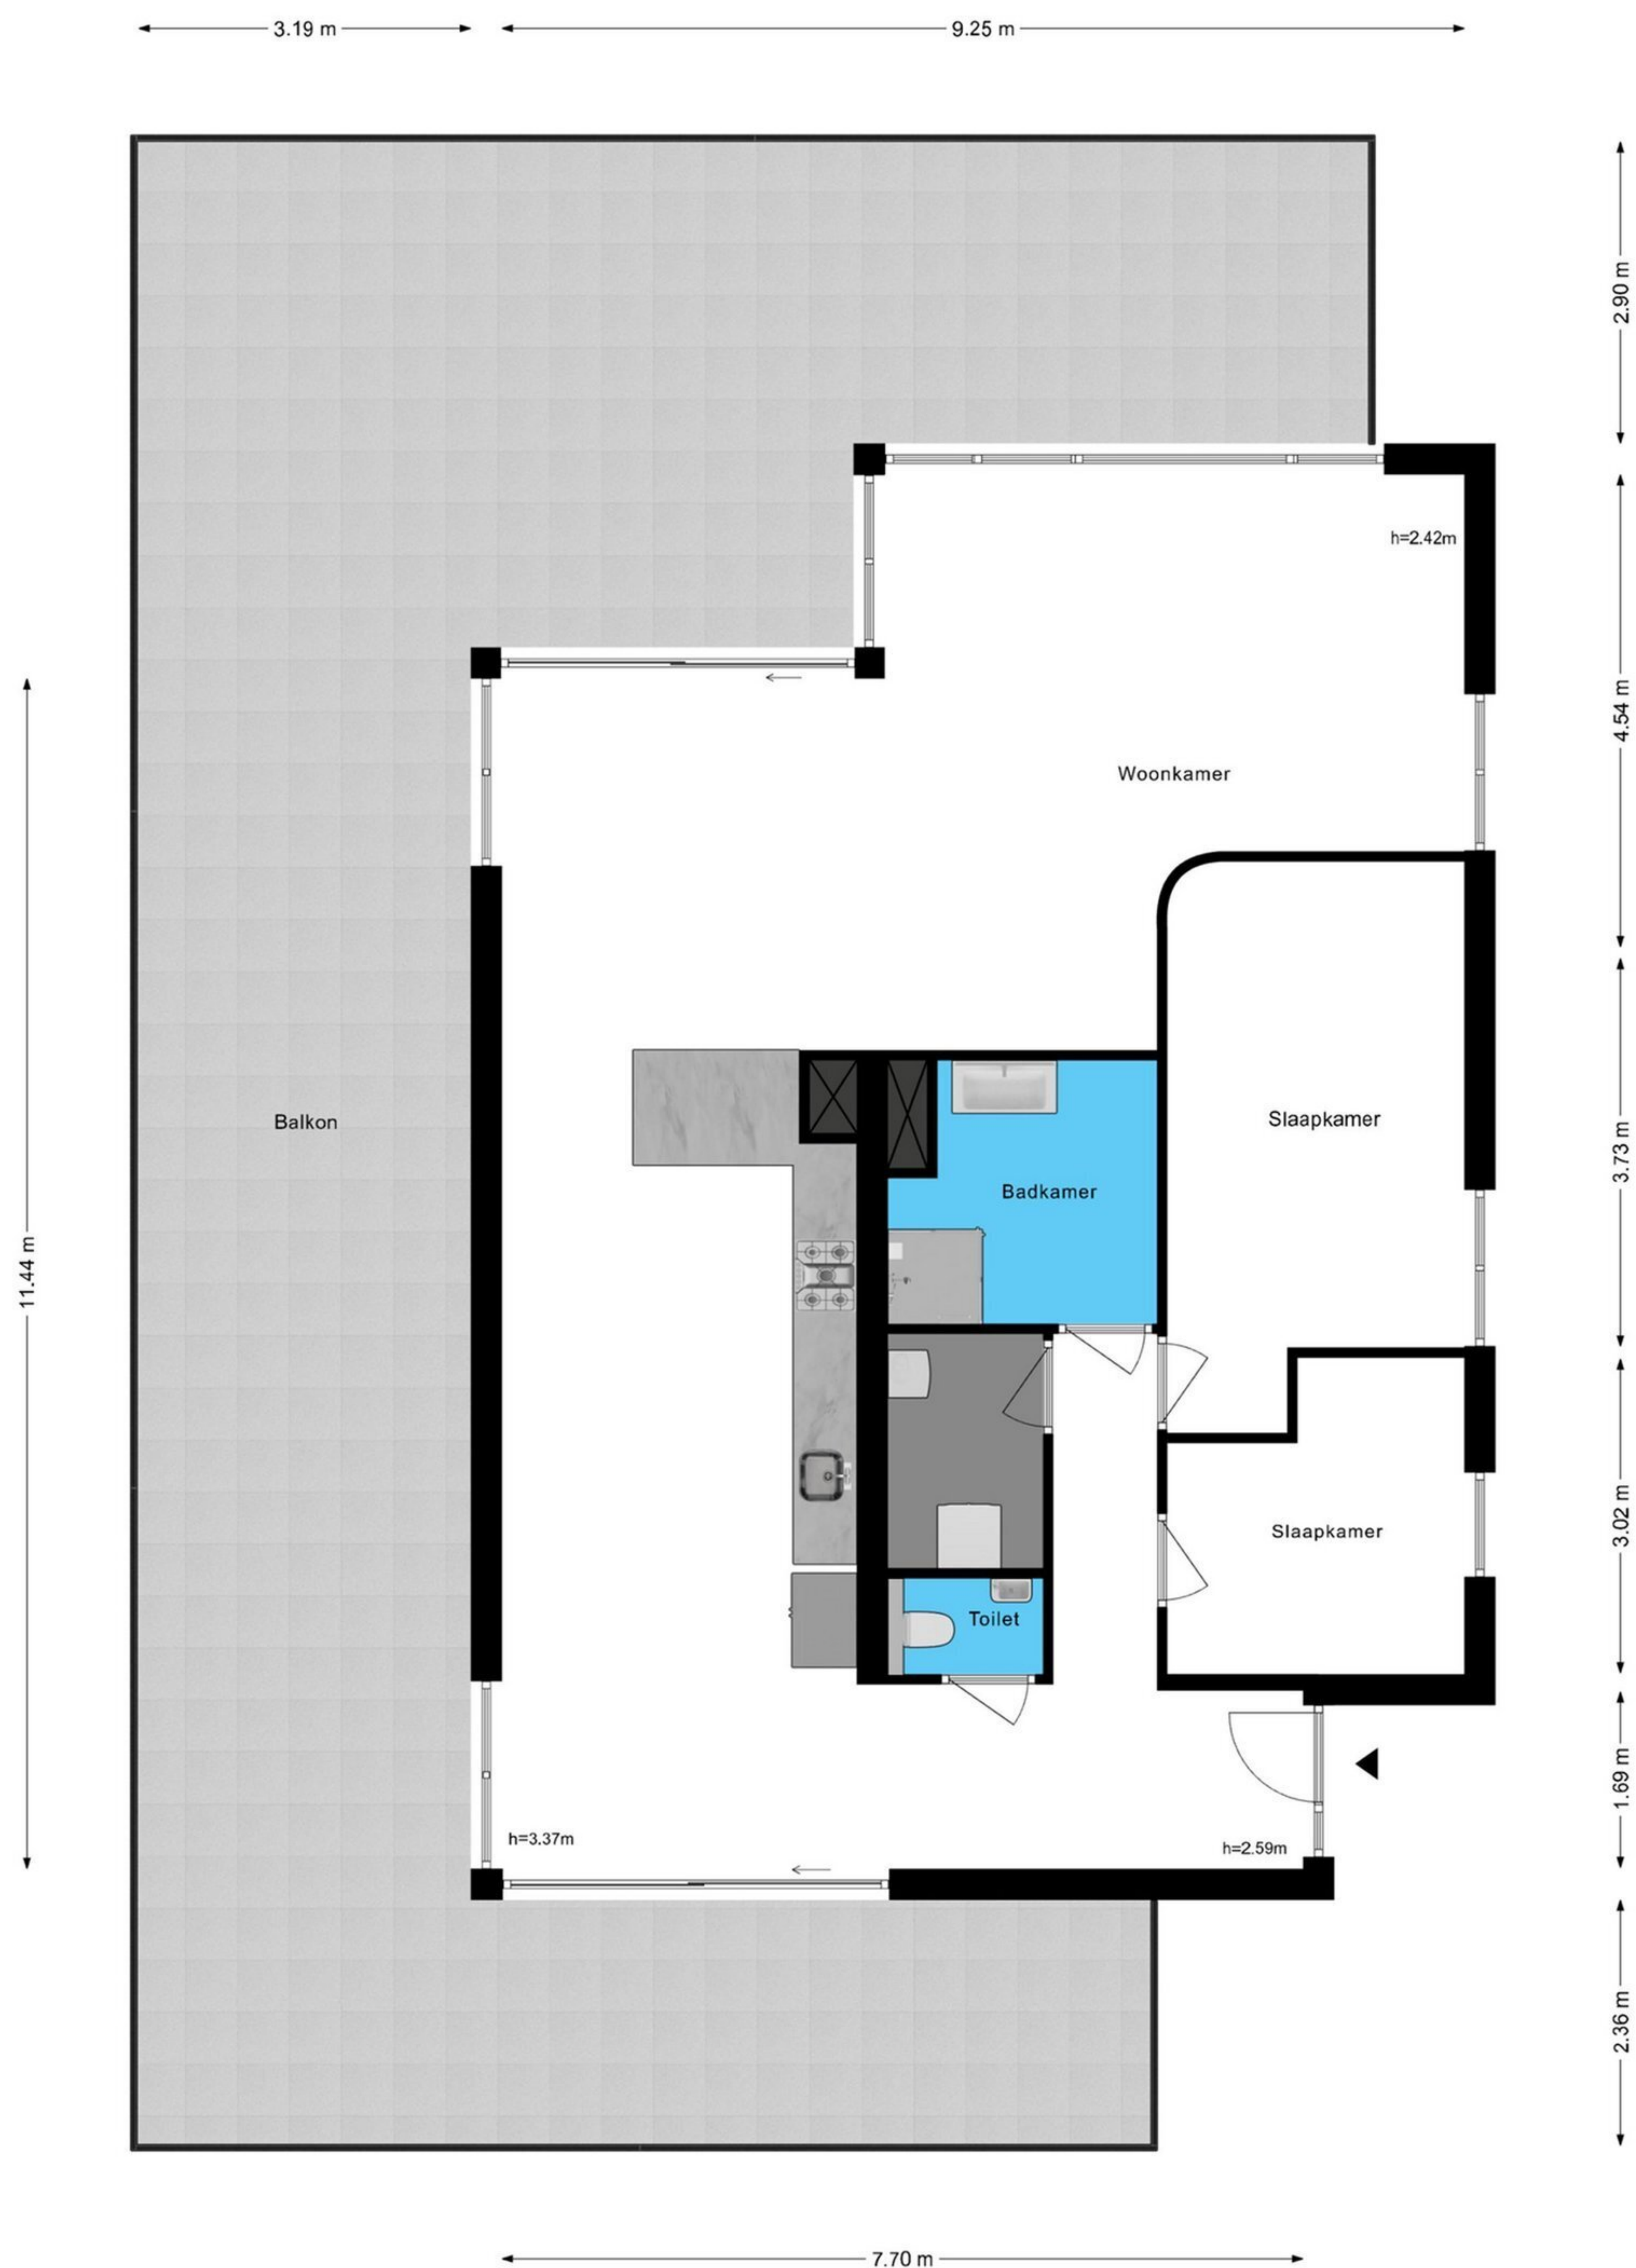 3.19 m
9.25 m
2.90 m
h=2.42m
4.54 m
Woonkamer
Balkon
Slaapkamer
3.73 m
Badkamer
11.44 m
3.02 m
Slaapkamer
Toilet
1.69 m
h=3.37m
h=2.59m
2.36 m
7.70 m